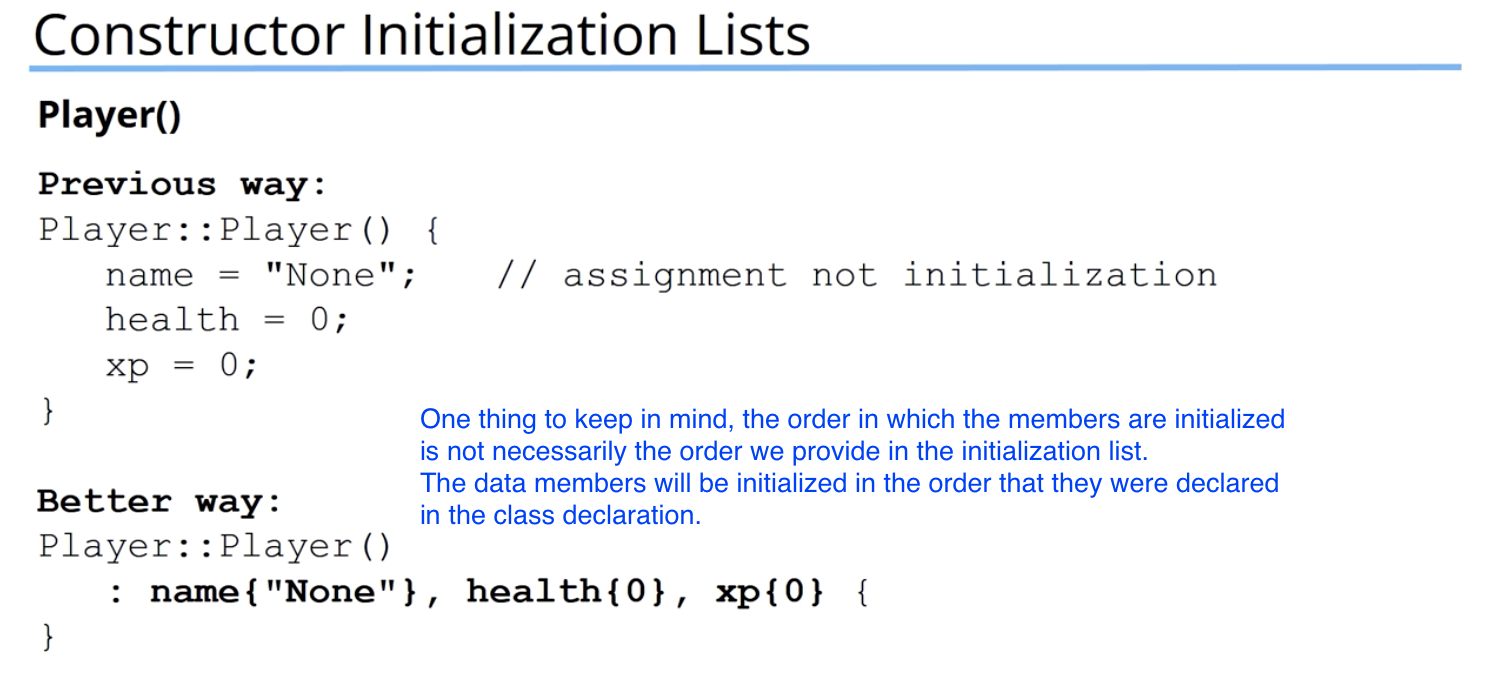 Constructor Initialization Lists
Player()
Previous way:
Player::Player() {
name = "None"; // assignment not initialization
health = 0;
xp = 0;
}
One thing to keep in mind, the order in which the members are initialized
is not necessarily the order we provide in the initialization list.
The data members will be initialized in the order that they were declared
in the class declaration.
Better way:
Player::Player()
: name{"None"}, health{0}, xp{0} {
}